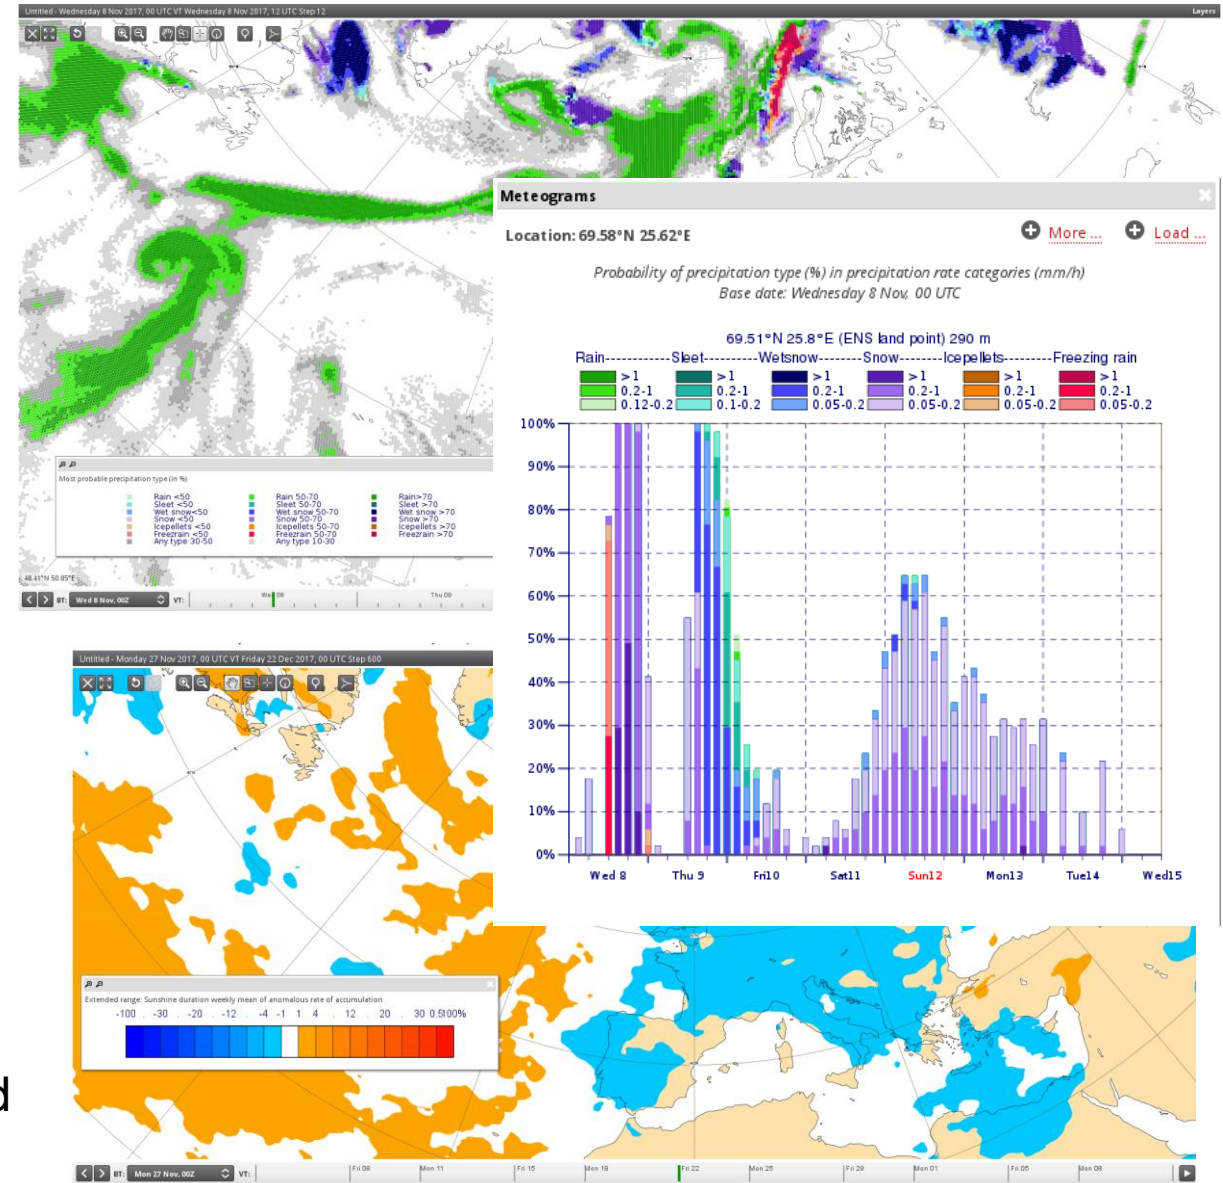 Untitled - Wednesday 8 Nov 2017, 00 UTC VT Wednesday 8 Nov 2017, 12 UTC Step 12
Layers
Meteograms
Location: 69.58°N 25.62°E
More ...
Load ...
Probability of precipitation type (%) in precipitation rate categories (mm/h)
Base date: Wednesday 8 Nov, 00 UTC
69.51°N 25.8°E (ENS land point) 290 m
Rain------------Sleet----------Wetsnow---------Snow-------Icepellets---------Freezing rain
>1 >1 >1 >1 >1 >1
0.2-1 0.2-1 0.2-1 0.2-1 0.2-1 0.2-1
0.12-0.2 0.1-0.2 0.05-0.2 0.05-0.2 0.05-0.2 0.05-0.2
100%
90%
80%
70%
60%
50%
40%
30%
20%
10%
0%
Wed 8 Thu 9 Fri10 Sat11 Sun12 Mon13 Tue14 Wed15
Most probable precipitation type (in %)
Rain <50 Rain 50-70 Rain>70
Sleet <50 Sleet 50-70 Sleet >70
Wet snow<50 Wet snow 50-70 Wet snow >70
Snow <50 Snow 50-70 Snow >70
Icepellets <50 Icepellets 50-70 Icepellets >70
Freezrain <50 Freezrain 50-70 Freezrain >70
Any type 30-50 Any type 10-30
48.41°N 50.85°E
BT: Wed 8 Nov, 00Z VT: We 08 Thu 09
Untitled - Monday 27 Nov 2017, 00 UTC VT Friday 22 Dec 2017, 00 UTC Step 600
Extended range: Sunshine duration weekly mean of anomalous rate of accumulation
-100 -30 -20 -12 -4 -1 1 4 12 20 30 0.5100%
d
BT: Mon 27 Nov, 00Z VT: Fri 08 Mon 11 Fri 15 Mon 18 Fri 22 Mon 25 Fri 29 Mon 01 Fri 05 Mon 08